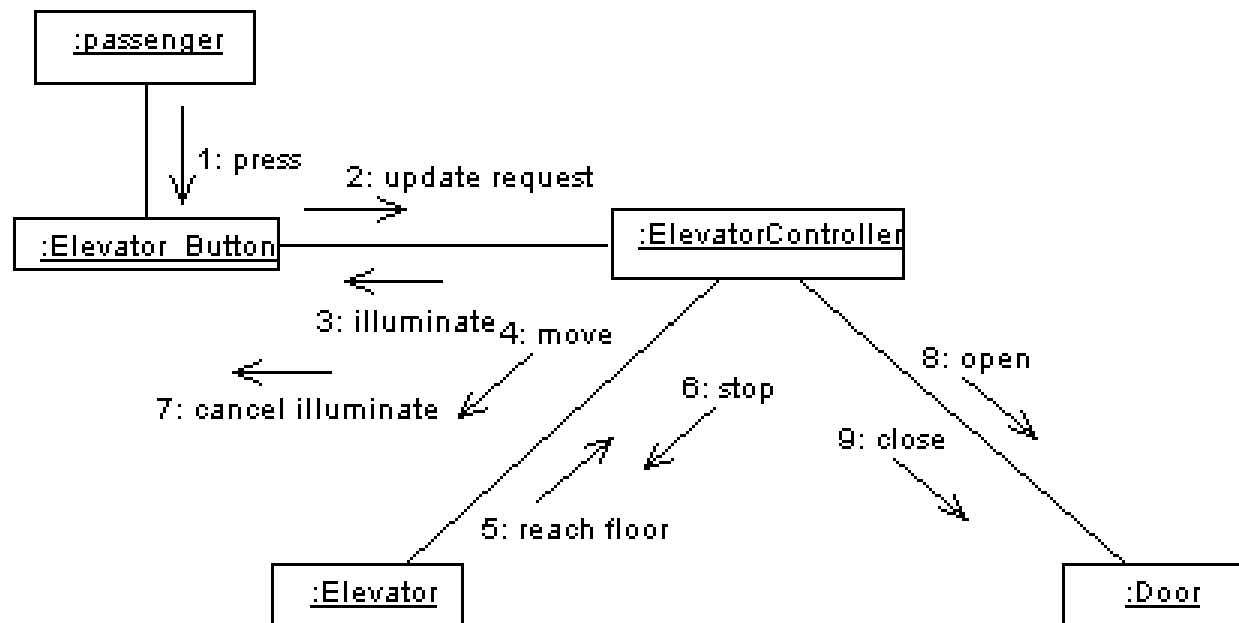 :passenger
1: press
2: update request
:Elevator_Button
:ElevatorController
3: illuminate
4: move
8: open
7: cancel illuminate
6: stop
9: close
5: reach floor
:Elevator
:Door